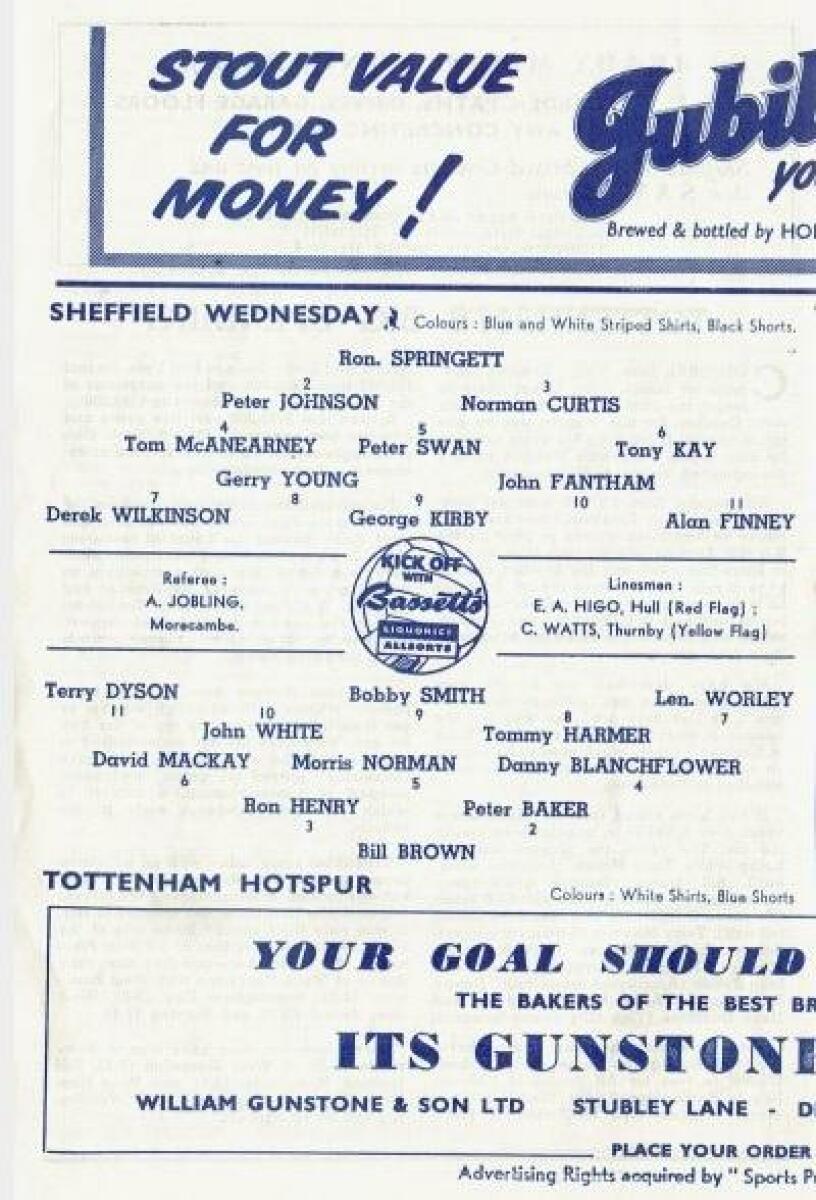 STOUT VALUE
FOR
MONEY!
Jubil
yo
Brewed & bottled by HO
SHEFFIELD WEDNESDAY
Colours : Blue and White Striped Shirts, Black Shorts.
Ron. SPRINGETT
2 3
Peter JOHNSON Norman CURTIS
4 5 6
Tom McANEARNEY Peter SWAN Tony KAY
Gerry YOUNG John FANTHAM
7 8 9 10 11
Derek WILKINSON George KIRBY Alan FINNEY
Referee :
A. JOBLING,
Morecambe.
KICK OFF
WITH
Bassett's
LIQUORICE
ALLSORTS
Linesmen :
E. A. HIGO, Hull (Red Flag) :
C. WATTS, Thurnby (Yellow Flag)
Terry DYSON Bobby SMITH Len. WORLEY
11 10 9 8 7
John WHITE Tommy HARMER
David MACKAY Morris NORMAN Danny BLANCHFLOWER
6 5 4
Ron HENRY Peter BAKER
3 2
Bill BROWN
TOTTENHAM HOTSPUR
Colours : White Shirts, Blue Shorts
YOUR GOAL SHOULD
THE BAKERS OF THE BEST BR
ITS GUNSTONE
WILLIAM GUNSTONE & SON LTD STUBLEY LANE - D
PLACE YOUR ORDER
Advertising Rights acquired by "Sports P